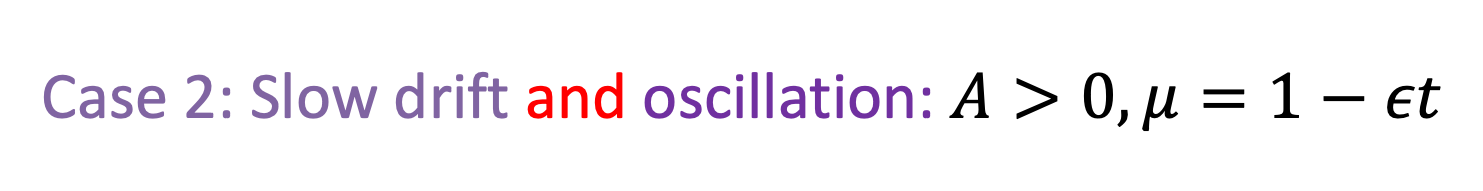 Case 2: Slow drift and oscillation: 𝐴 > 0, 𝜇 = 1 − 𝜖𝑡